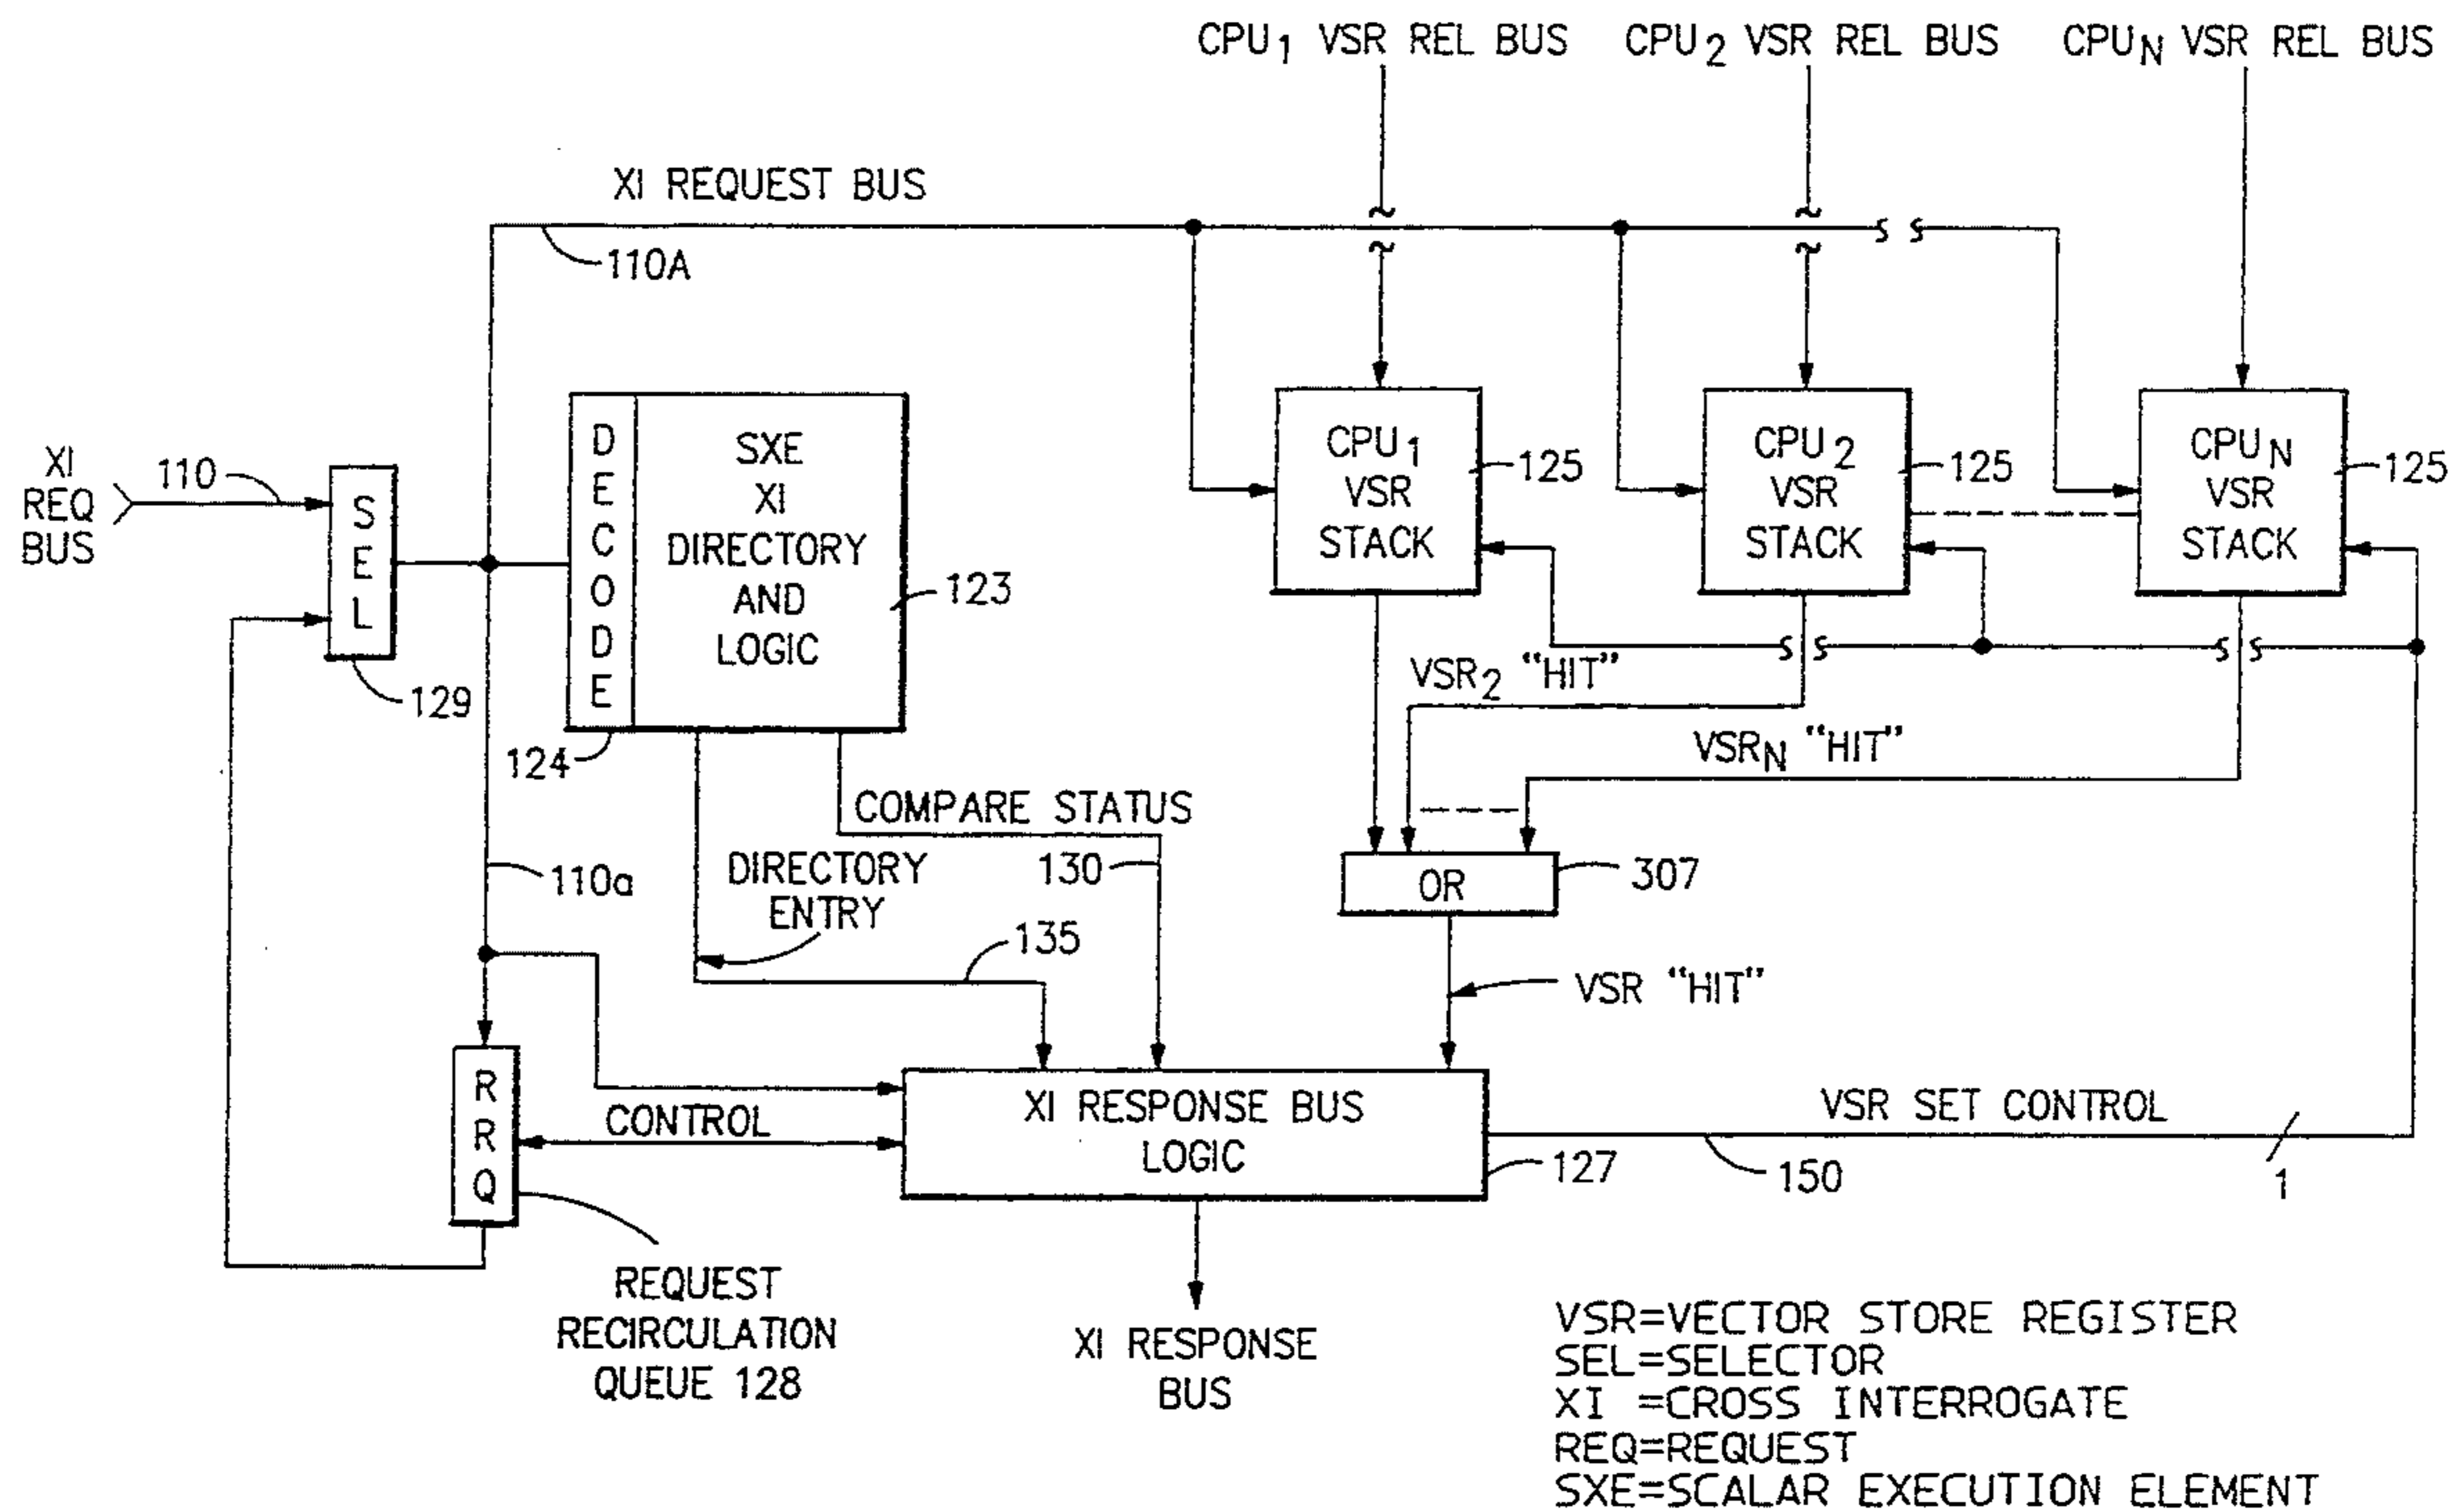 CPU₁ VSR REL BUS
CPU₂ VSR REL BUS
CPU_N VSR REL BUS
XI REQUEST BUS
110A
XI
REQ
BUS
110
S
E
L
129
D
E
C
O
D
E
124
SXE
XI
DIRECTORY
AND
LOGIC
123
CPU₁
VSR
STACK
125
CPU₂
VSR
STACK
125
CPU_N
VSR
STACK
125
VSR₂ "HIT"
VSR_N "HIT"
COMPARE STATUS
130
DIRECTORY
ENTRY
135
110a
OR
307
VSR "HIT"
R
R
Q
CONTROL
XI RESPONSE BUS
LOGIC
127
VSR SET CONTROL
150
1
REQUEST
RECIRCULATION
QUEUE 128
XI RESPONSE
BUS
VSR=VECTOR STORE REGISTER
SEL=SELECTOR
XI =CROSS INTERROGATE
REQ=REQUEST
SXE=SCALAR EXECUTION ELEMENT